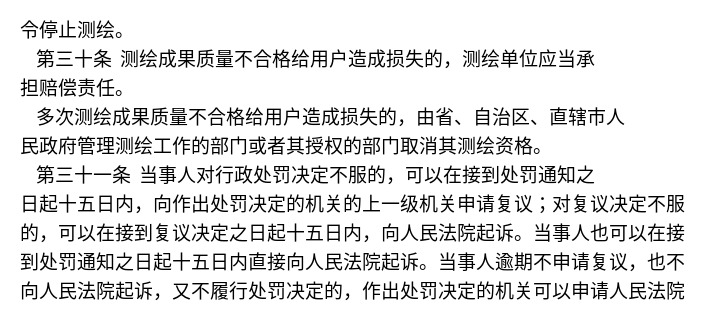 令停止测绘。
第三十条 测绘成果质量不合格给用户造成损失的，测绘单位应当承
担赔偿责任。
多次测绘成果质量不合格给用户造成损失的，由省、自治区、直辖市人
民政府管理测绘工作的部门或者其授权的部门取消其测绘资格。
第三十一条 当事人对行政处罚决定不服的，可以在接到处罚通知之
日起十五日内，向作出处罚决定的机关的上一级机关申请复议；对复议决定不服
的，可以在接到复议决定之日起十五日内，向人民法院起诉。当事人也可以在接
到处罚通知之日起十五日内直接向人民法院起诉。当事人逾期不申请复议，也不
向人民法院起诉，又不履行处罚决定的，作出处罚决定的机关可以申请人民法院